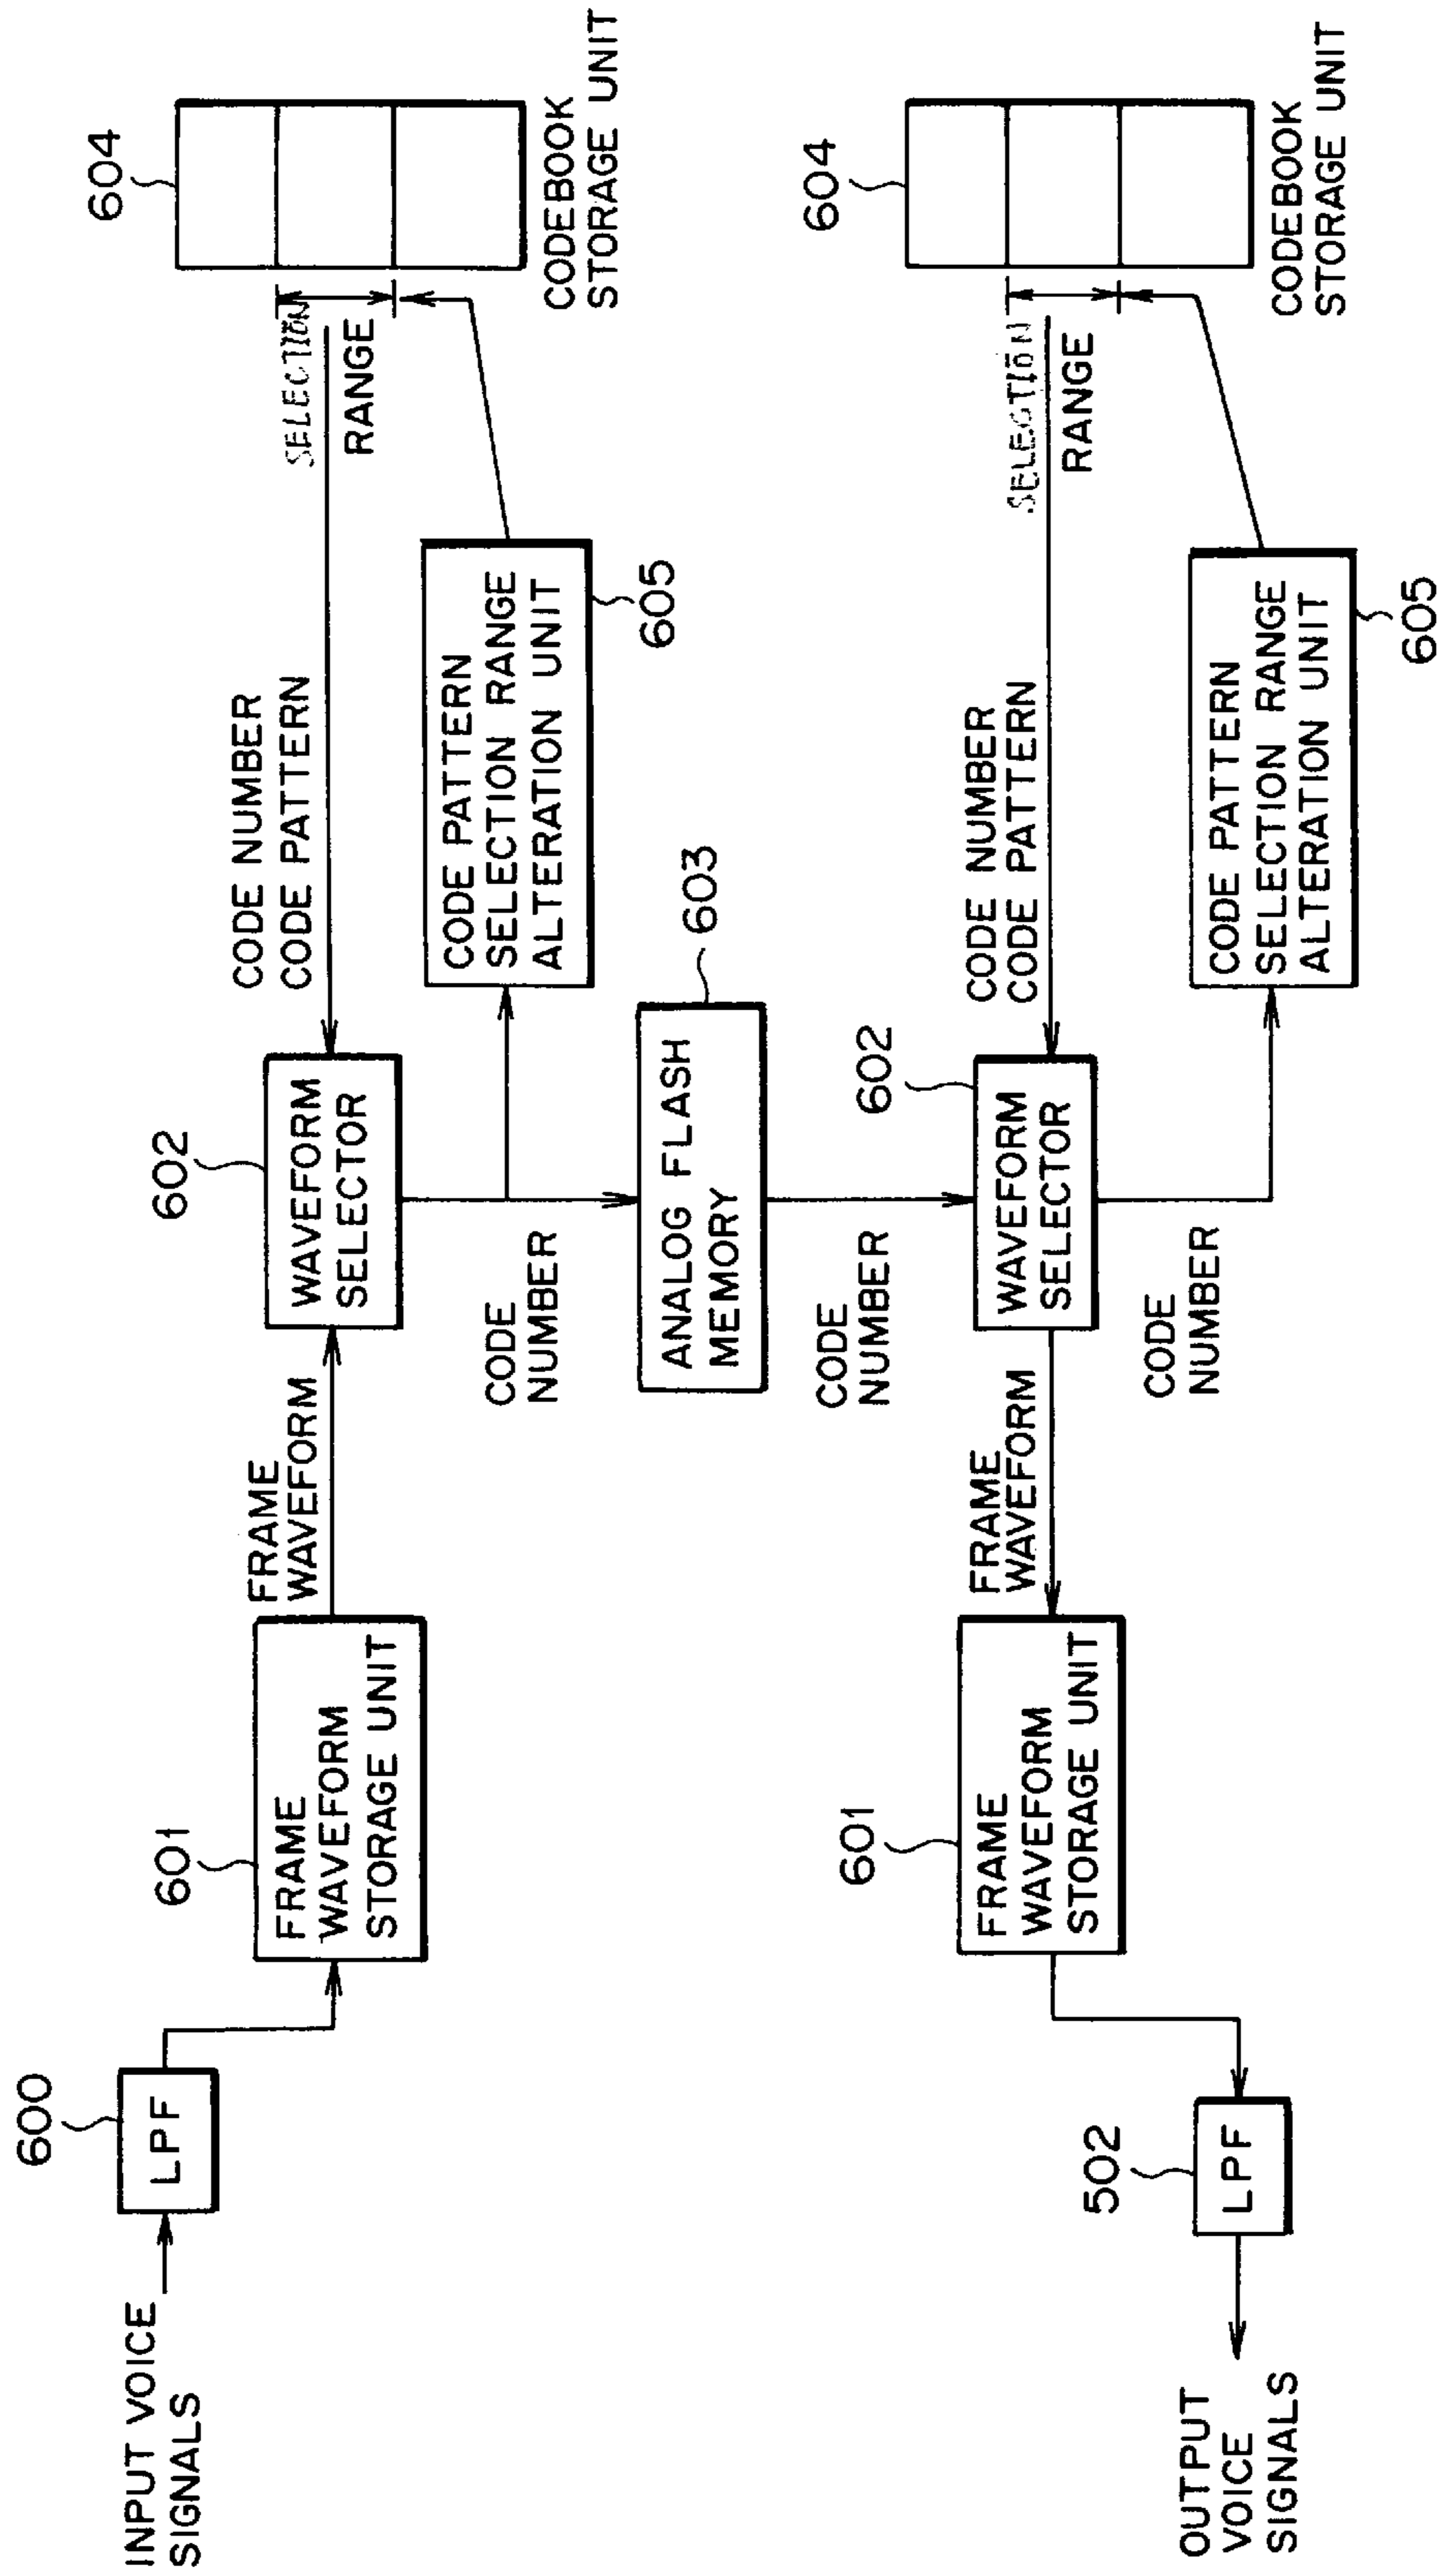 INPUT VOICE
SIGNALS
600
LPF
601
FRAME
WAVEFORM
STORAGE UNIT
FRAME
WAVEFORM
602
WAVEFORM
SELECTOR
CODE NUMBER
CODE PATTERN
SELECTION
RANGE
604
CODEBOOK
STORAGE UNIT
CODE PATTERN
SELECTION RANGE
ALTERATION UNIT
605
CODE
NUMBER
603
ANALOG FLASH
MEMORY
CODE
NUMBER
602
WAVEFORM
SELECTOR
CODE NUMBER
CODE PATTERN
SELECTION
RANGE
604
CODEBOOK
STORAGE UNIT
CODE PATTERN
SELECTION RANGE
ALTERATION UNIT
605
CODE
NUMBER
FRAME
WAVEFORM
601
FRAME
WAVEFORM
STORAGE UNIT
502
LPF
OUTPUT
VOICE
SIGNALS